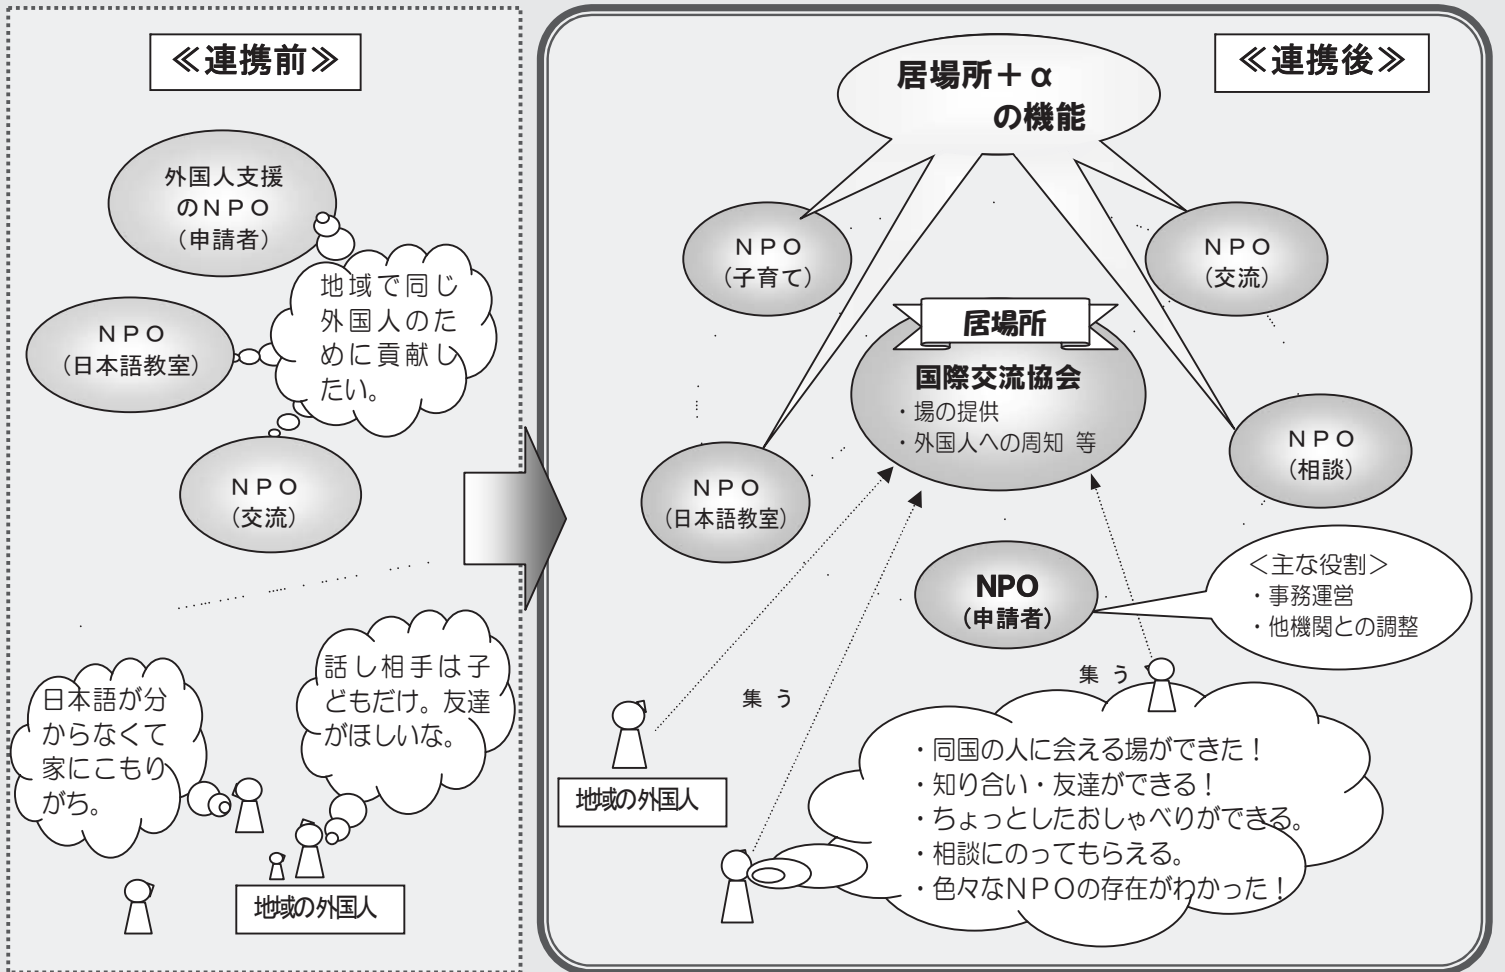 ≪連携前≫
外国人支援
のＮＰＯ
（申請者）
地域で同じ
外国人のた
めに貢献し
たい。
ＮＰＯ
（日本語教室）
ＮＰＯ
（交流）
日本語が分
からなくて
家にこもり
がち。
話し相手は子
どもだけ。友達
がほしいな。
地域の外国人
≪連携後≫
居場所＋α
の機能
ＮＰＯ
（子育て）
ＮＰＯ
（交流）
居場所
国際交流協会
・場の提供
・外国人への周知 等
ＮＰＯ
（日本語教室）
ＮＰＯ
（相談）
NPO
（申請者）
＜主な役割＞
・事務運営
・他機関との調整
集う
集う
地域の外国人
・同国の人に会える場ができた！
・知り合い・友達ができる！
・ちょっとしたおしゃべりができる。
・相談にのってもらえる。
・色々なＮＰＯの存在がわかった！